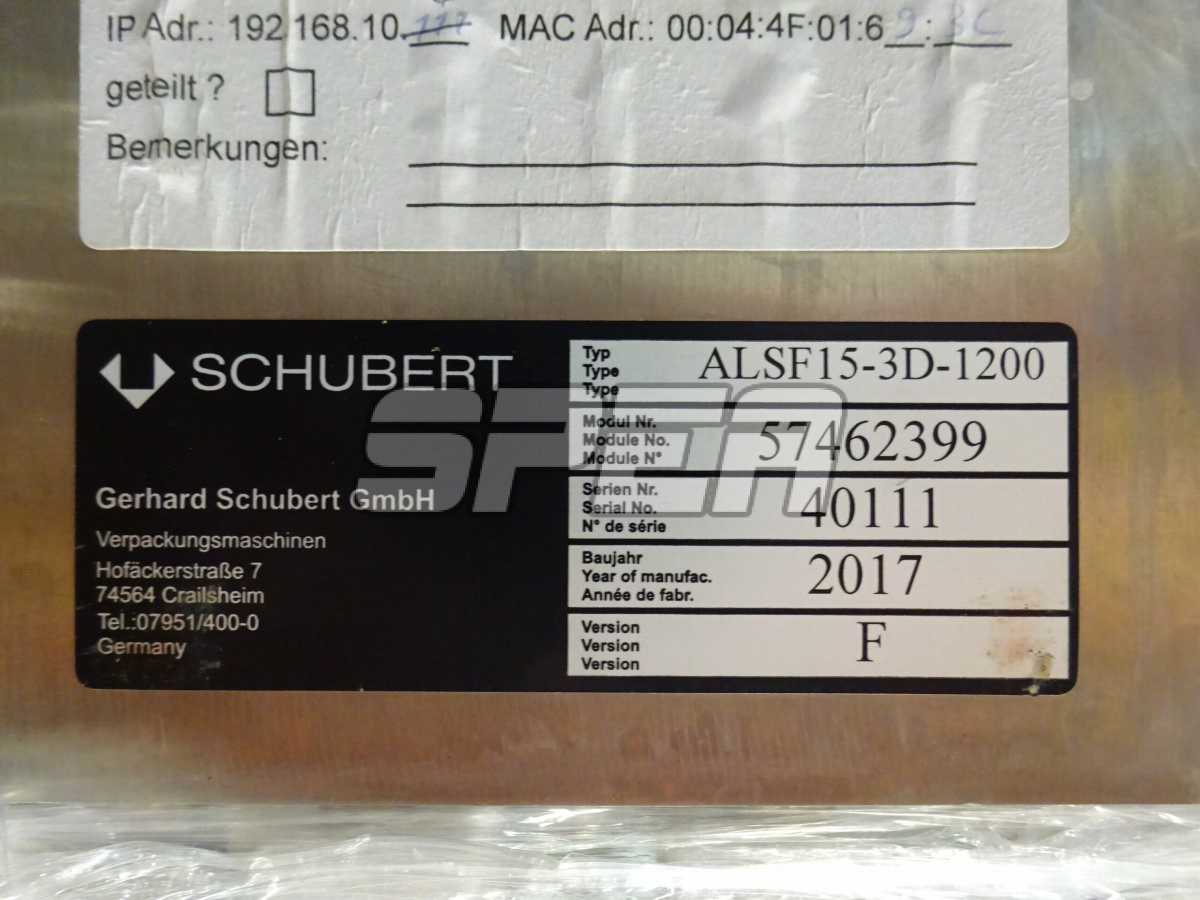 IP Adr.: 192.168.10. MAC Adr.: 00:04:4F:01:69:3C
geteilt ?
Bemerkungen:
SCHUBERT
Gerhard Schubert GmbH
Verpackungsmaschinen
Hofäckerstraße 7
74564 Crailsheim
Tel.:07951/400-0
Germany
Typ
Type
Type
ALSF15-3D-1200
Modul Nr.
Module No.
Module N°
57462399
Serien Nr.
Serial No.
N° de série
40111
Baujahr
Year of manufac.
Année de fabr.
2017
Version
Version
Version
F
SPEA